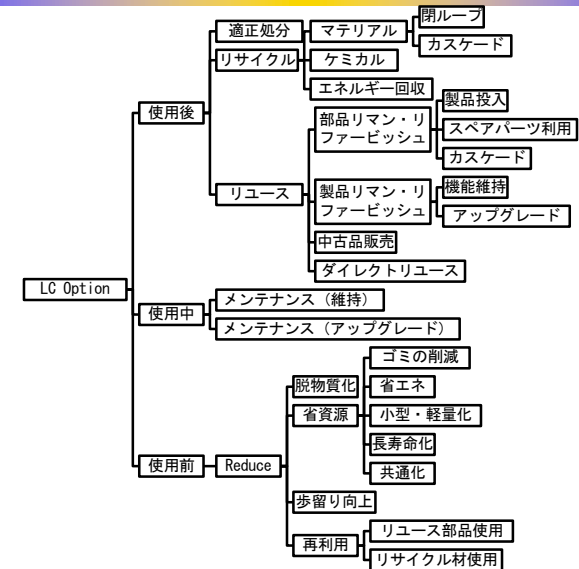 LC Option
使用後
適正処分
リサイクル
マテリアル
閉ループ
カスケード
ケミカル
エネルギー回収
リユース
部品リマン・リ
ファービッシュ
製品投入
スペアパーツ利用
カスケード
製品リマン・リ
ファービッシュ
機能維持
アップグレード
中古品販売
ダイレクトリユース
使用中
メンテナンス（維持）
メンテナンス（アップグレード）
使用前
Reduce
脱物質化
省資源
ゴミの削減
省エネ
小型・軽量化
長寿命化
共通化
歩留り向上
再利用
リユース部品使用
リサイクル材使用